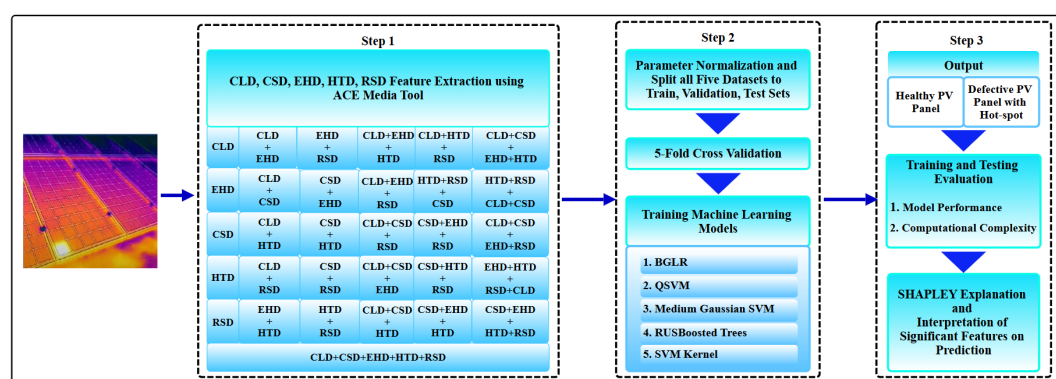 Step 1
CLD, CSD, EHD, HTD, RSD Feature Extraction using
ACE Media Tool
CLD
CLD
+
EHD
EHD
+
RSD
CLD+EHD
+
HTD
CLD+HTD
+
RSD
CLD+CSD
+
EHD+HTD
EHD
CLD
+
CSD
CSD
+
EHD
CLD+EHD
+
RSD
HTD+RSD
+
CSD
HTD+RSD
+
CLD+CSD
CSD
CLD
+
HTD
CSD
+
HTD
CLD+CSD
+
RSD
CSD+EHD
+
RSD
CLD+CSD
+
EHD+RSD
HTD
CLD
+
RSD
CSD
+
RSD
CLD+CSD
+
EHD
CSD+HTD
+
RSD
EHD+HTD
+
RSD+CLD
RSD
EHD
+
HTD
HTD
+
RSD
CLD+CSD
+
HTD
CSD+EHD
+
HTD
CSD+EHD
+
HTD+RSD
CLD+CSD+EHD+HTD+RSD
Step 2
Parameter Normalization and
Split all Five Datasets to
Train, Validation, Test Sets
5-Fold Cross Validation
Training Machine Learning
Models
1. BGLR
2. QSVM
3. Medium Gaussian SVM
4. RUSBoosted Trees
5. SVM Kernel
Step 3
Output
Healthy PV
Panel
Defective PV
Panel with
Hot-spot
Training and Testing
Evaluation
1. Model Performance
2. Computational Complexity
SHAPLEY Explanation
and
Interpretation of
Significant Features on
Prediction